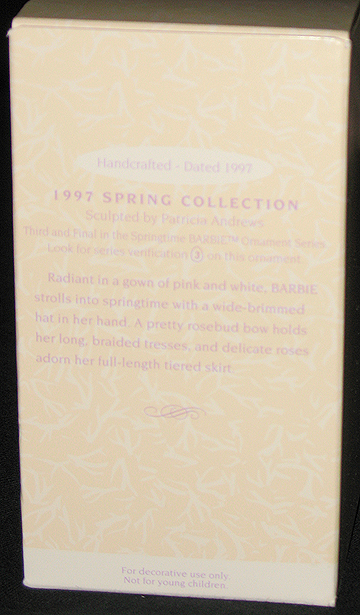 Handcrafted - Dated 1997
1997 SPRING COLLECTION
Sculpted by Patricia Andrews
Third and Final in the Springtime BARBIE™ Ornament Series
Look for series verification 3 on this ornament.
Radiant in a gown of pink and white, BARBIE
strolls into springtime with a wide-brimmed
hat in her hand. A pretty rosebud bow holds
her long, braided tresses, and delicate roses
adorn her full-length tiered skirt.
For decorative use only.
Not for young children.